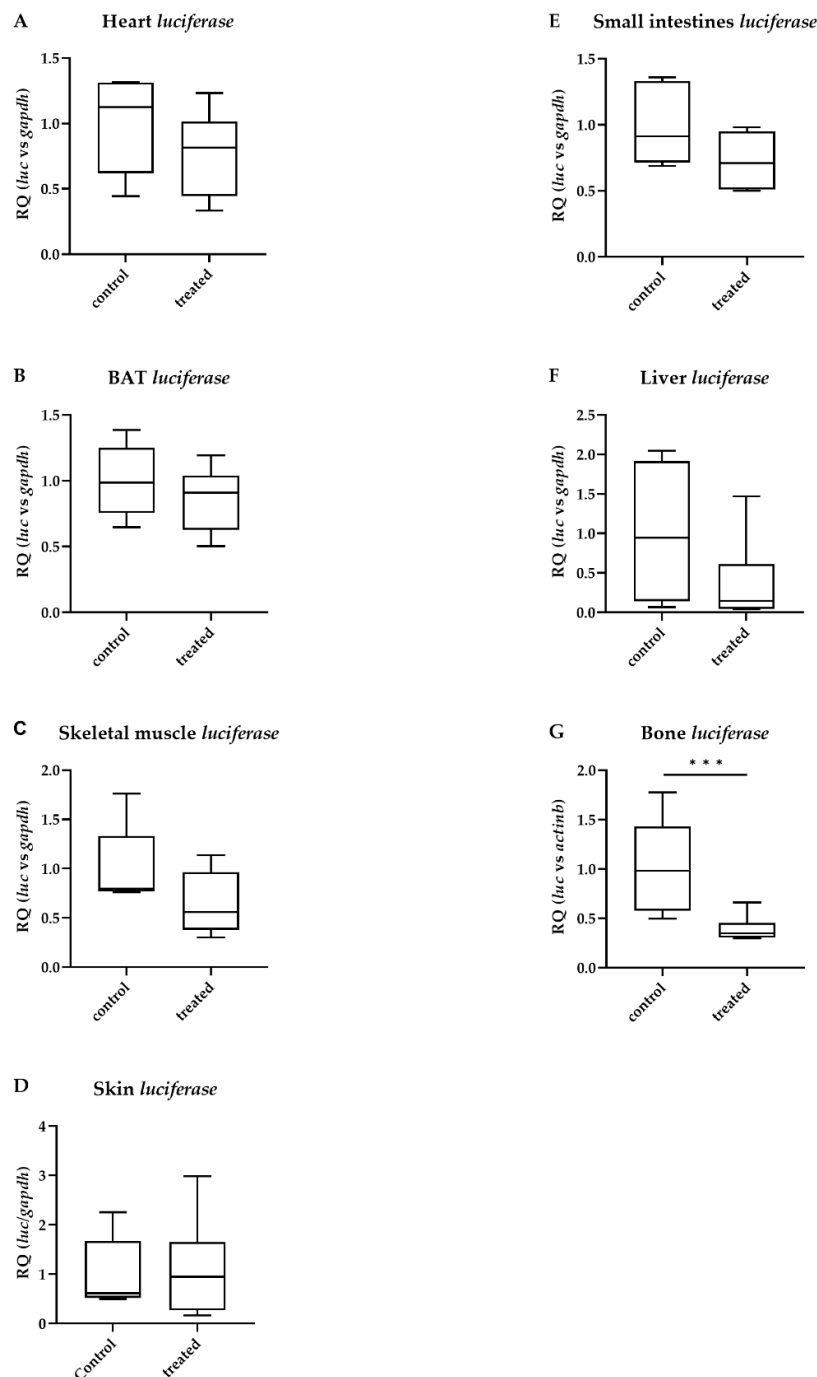 A Heart luciferase
RQ (luc vs gapdh)
1.5
1.0
0.5
0.0
control
treated
B BAT luciferase
RQ (luc vs gapdh)
1.5
1.0
0.5
0.0
control
treated
C Skeletal muscle luciferase
RQ (luc vs gapdh)
2.0
1.5
1.0
0.5
0.0
control
treated
D Skin luciferase
RQ (luc/gapdh)
4
3
2
1
0
Control
treated
E Small intestines luciferase
RQ (luc vs gapdh)
1.5
1.0
0.5
0.0
control
treated
F Liver luciferase
RQ (luc vs gapdh)
2.5
2.0
1.5
1.0
0.5
0.0
control
treated
G Bone luciferase
RQ (luc vs actinb)
2.0
1.5
1.0
0.5
0.0
* * *
control
treated